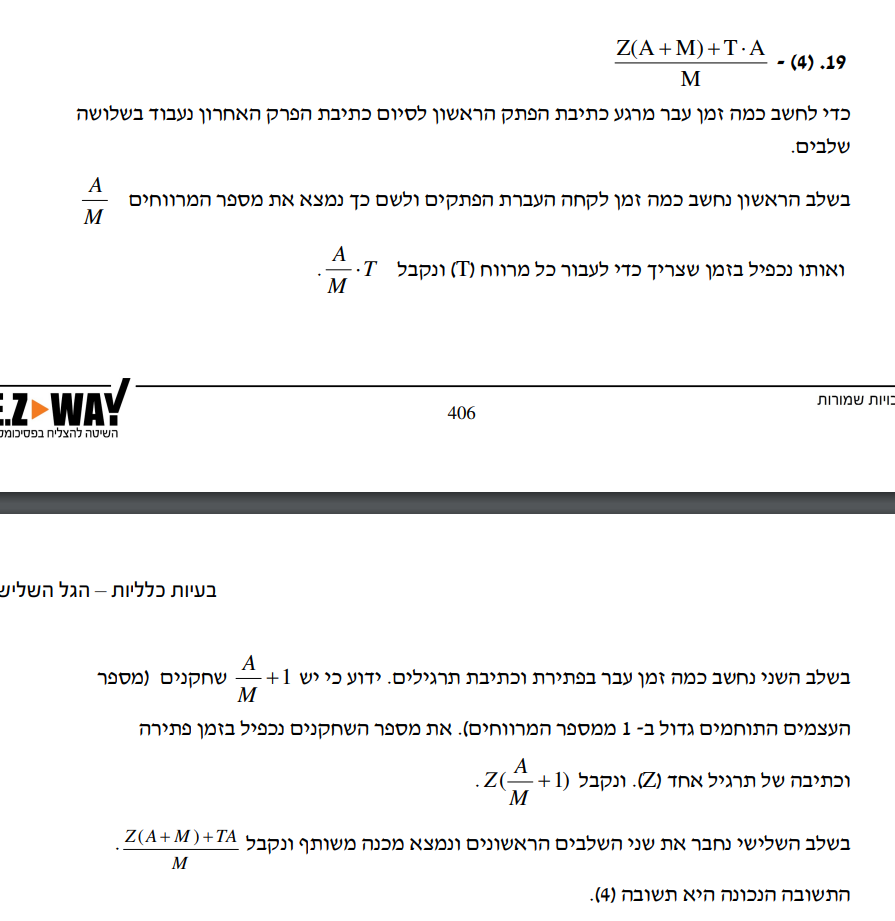 19. (4) - \frac{Z(A+M)+T \cdot A}{M}
כדי לחשב כמה זמן עבר מרגע כתיבת הפתק הראשון לסיום כתיבת הפרק האחרון נעבוד בשלושה
שלבים.
בשלב הראשון נחשב כמה זמן לקחה העברת הפתקים ולשם כך נמצא את מספר המרווחים \frac{A}{M}
ואותו נכפיל בזמן שצריך כדי לעבור כל מרווח (T) ונקבל \frac{A}{M} \cdot T .
E.Z WAY
השיטה להצליח
406
שמורות
בעיות כלליות – הגל
בשלב השני נחשב כמה זמן עבר בפתירת וכתיבת תרגילים. ידוע כי יש \frac{A}{M}+1 שחקנים (מספר
העצמים התוחמים גדול ב- 1 ממספר המרווחים). את מספר השחקנים נכפיל בזמן פתירה
וכתיבה של תרגיל אחד (Z). ונקבל Z(\frac{A}{M}+1) .
בשלב השלישי נחבר את שני השלבים הראשונים ונמצא מכנה משותף ונקבל \frac{Z(A+M)+TA}{M} .
התשובה הנכונה היא תשובה (4).